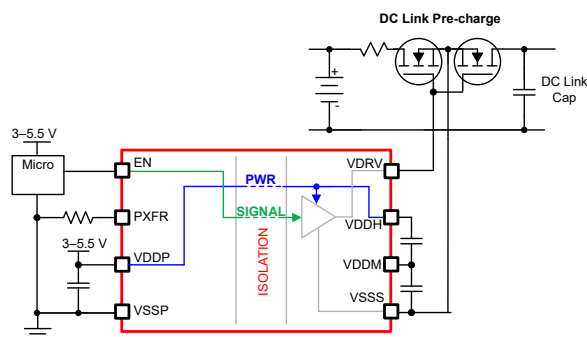 DC Link Pre-charge
+
-
DC Link
Cap
3–5.5 V
Micro
EN
PWR
VDRV
SIGNAL
PXFR
VDDH
3–5.5 V
ISOLATION
VDDP
VDDM
VSSP
VSSS